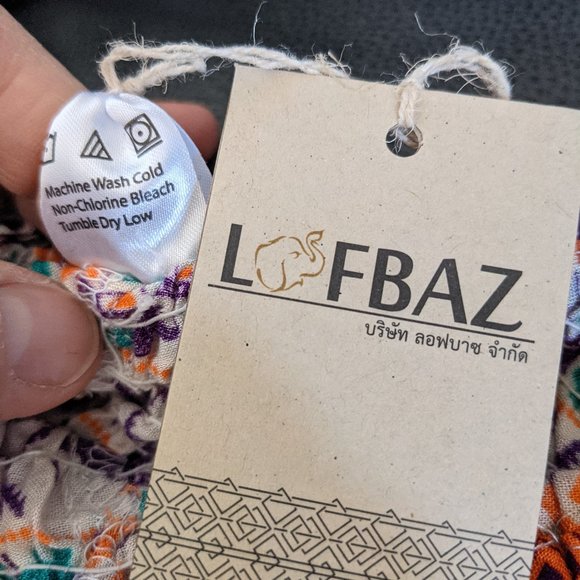 Machine Wash Cold
Non-Chlorine Bleach
Tumble Dry Low
LOFBAZ
บริษัท ลอฟบาซ จำกัด